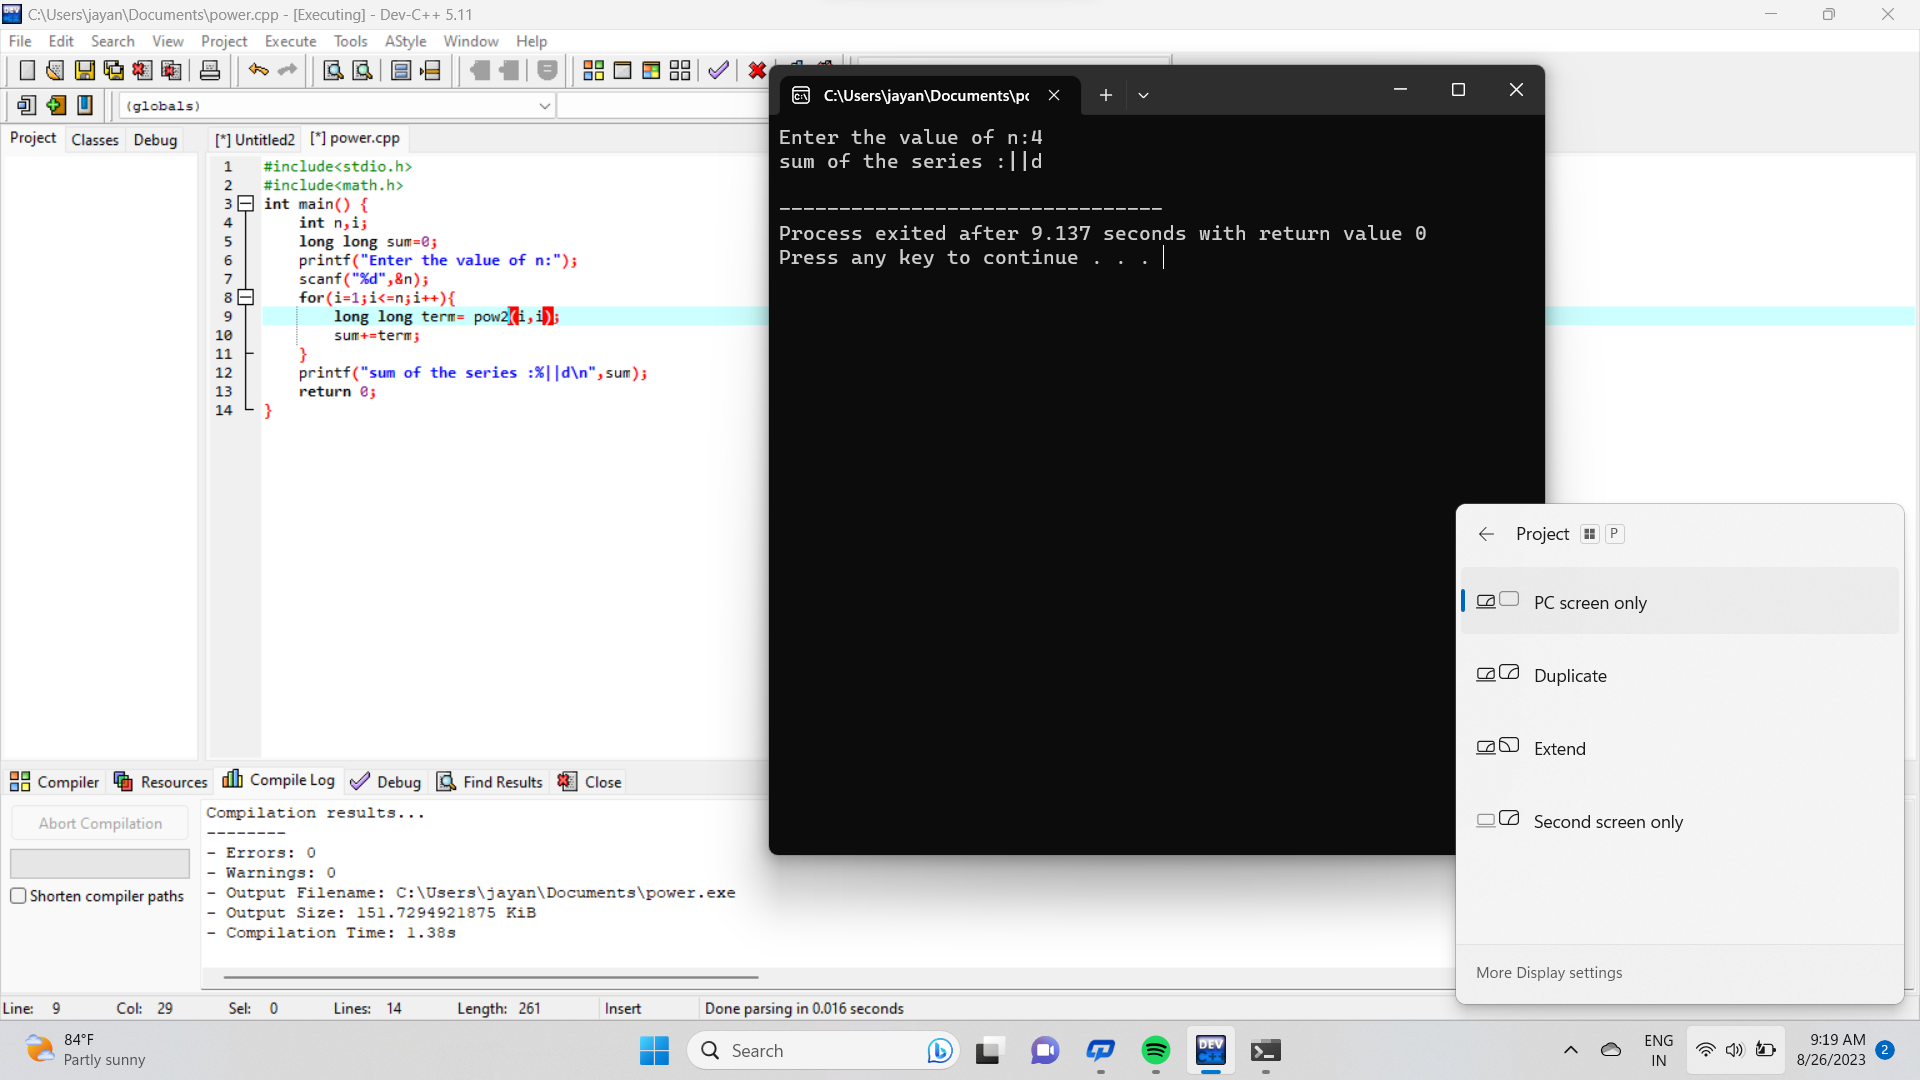 C:\Users\jayan\Documents\power.cpp - [Executing] - Dev-C++ 5.11
File Edit Search View Project Execute Tools AStyle Window Help
(globals)
Project Classes Debug
[*] Untitled2 [*] power.cpp
1 #include<stdio.h>
2 #include<math.h>
3 int main() {
4 int n,i;
5 long long sum=0;
6 printf("Enter the value of n:");
7 scanf("%d",&n);
8 for(i=1;i<=n;i++){
9 long long term= pow2(i,i);
10 sum+=term;
11 }
12 printf("sum of the series :%||d\n",sum);
13 return 0;
14 }
C:\Users\jayan\Documents\po
Enter the value of n:4
sum of the series :||d
--------------------------------
Process exited after 9.137 seconds with return value 0
Press any key to continue . . .
Project P
PC screen only
Duplicate
Extend
Second screen only
More Display settings
Compiler Resources Compile Log Debug Find Results Close
Abort Compilation
Shorten compiler paths
Compilation results...
--------
- Errors: 0
- Warnings: 0
- Output Filename: C:\Users\jayan\Documents\power.exe
- Output Size: 151.7294921875 KiB
- Compilation Time: 1.38s
Line: 9 Col: 29 Sel: 0 Lines: 14 Length: 261 Insert Done parsing in 0.016 seconds
84°F
Partly sunny
Search
DEV
C++
ENG
IN
9:19 AM
8/26/2023
2